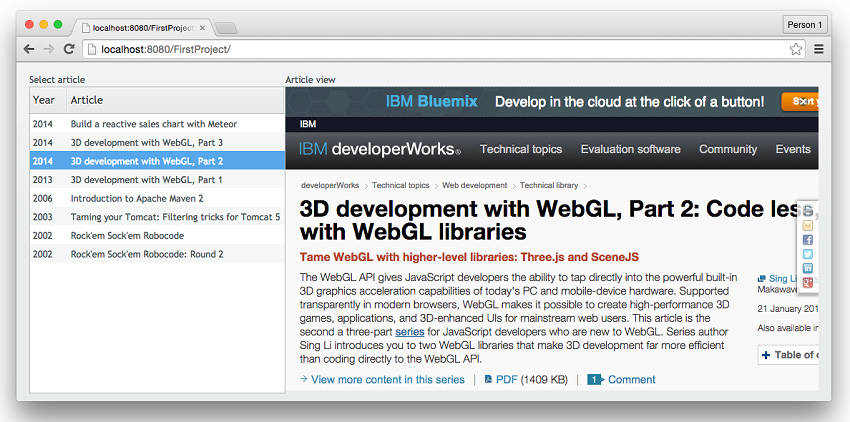 localhost:8080/FirstProject
Person 1
localhost:8080/FirstProject/
Select article
Year Article
2014 Build a reactive sales chart with Meteor
2014 3D development with WebGL, Part 3
2014 3D development with WebGL, Part 2
2013 3D development with WebGL, Part 1
2006 Introduction to Apache Maven 2
2003 Taming your Tomcat: Filtering tricks for Tomcat 5
2002 Rock'em Sock'em Robocode
2002 Rock'em Sock'em Robocode: Round 2
Article view
IBM Bluemix Develop in the cloud at the click of a button!
IBM
IBM developerWorks® Technical topics Evaluation software Community Events
developerWorks > Technical topics > Web development > Technical library >
3D development with WebGL, Part 2: Code less,
with WebGL libraries
Tame WebGL with higher-level libraries: Three.js and SceneJS
The WebGL API gives JavaScript developers the ability to tap directly into the powerful built-in
3D graphics acceleration capabilities of today's PC and mobile-device hardware. Supported
transparently in modern browsers, WebGL makes it possible to create high-performance 3D
games, applications, and 3D-enhanced UIs for mainstream web users. This article is the
second a three-part series for JavaScript developers who are new to WebGL. Series author
Sing Li introduces you to two WebGL libraries that make 3D development far more efficient
than coding directly to the WebGL API.
View more content in this series | PDF (1409 KB) | 1 Comment
Sing Li
Makawave
21 January 201
Also available in
+ Table of c